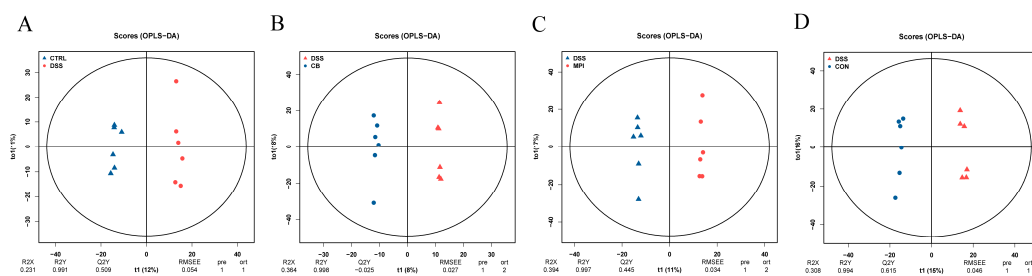 A
Scores (OPLS−DA)
CTRL
DSS
to1(11%)
30
20
10
0
−10
−20
−30
−40
−20
0
20
40
R2X R2Y Q2Y RMSEE pre ort
0.231 0.991 0.509 t1 (12%) 0.054 1 1
B
Scores (OPLS−DA)
DSS
CB
to1(8%)
40
20
0
−20
−40
−40
−20
0
20
40
R2X R2Y Q2Y RMSEE pre ort
0.364 0.998 −0.025 t1 (8%) 0.027 1 2
C
Scores (OPLS−DA)
DSS
MPI
to1(7%)
40
20
0
−20
−40
−40
−20
0
20
40
R2X R2Y Q2Y RMSEE pre ort
0.394 0.997 0.445 t1 (11%) 0.034 1 2
D
Scores (OPLS−DA)
DSS
CON
to1(16%)
40
20
0
−20
−40
−40
−20
0
20
40
R2X R2Y Q2Y RMSEE pre ort
0.308 0.994 0.615 t1 (15%) 0.046 1 1